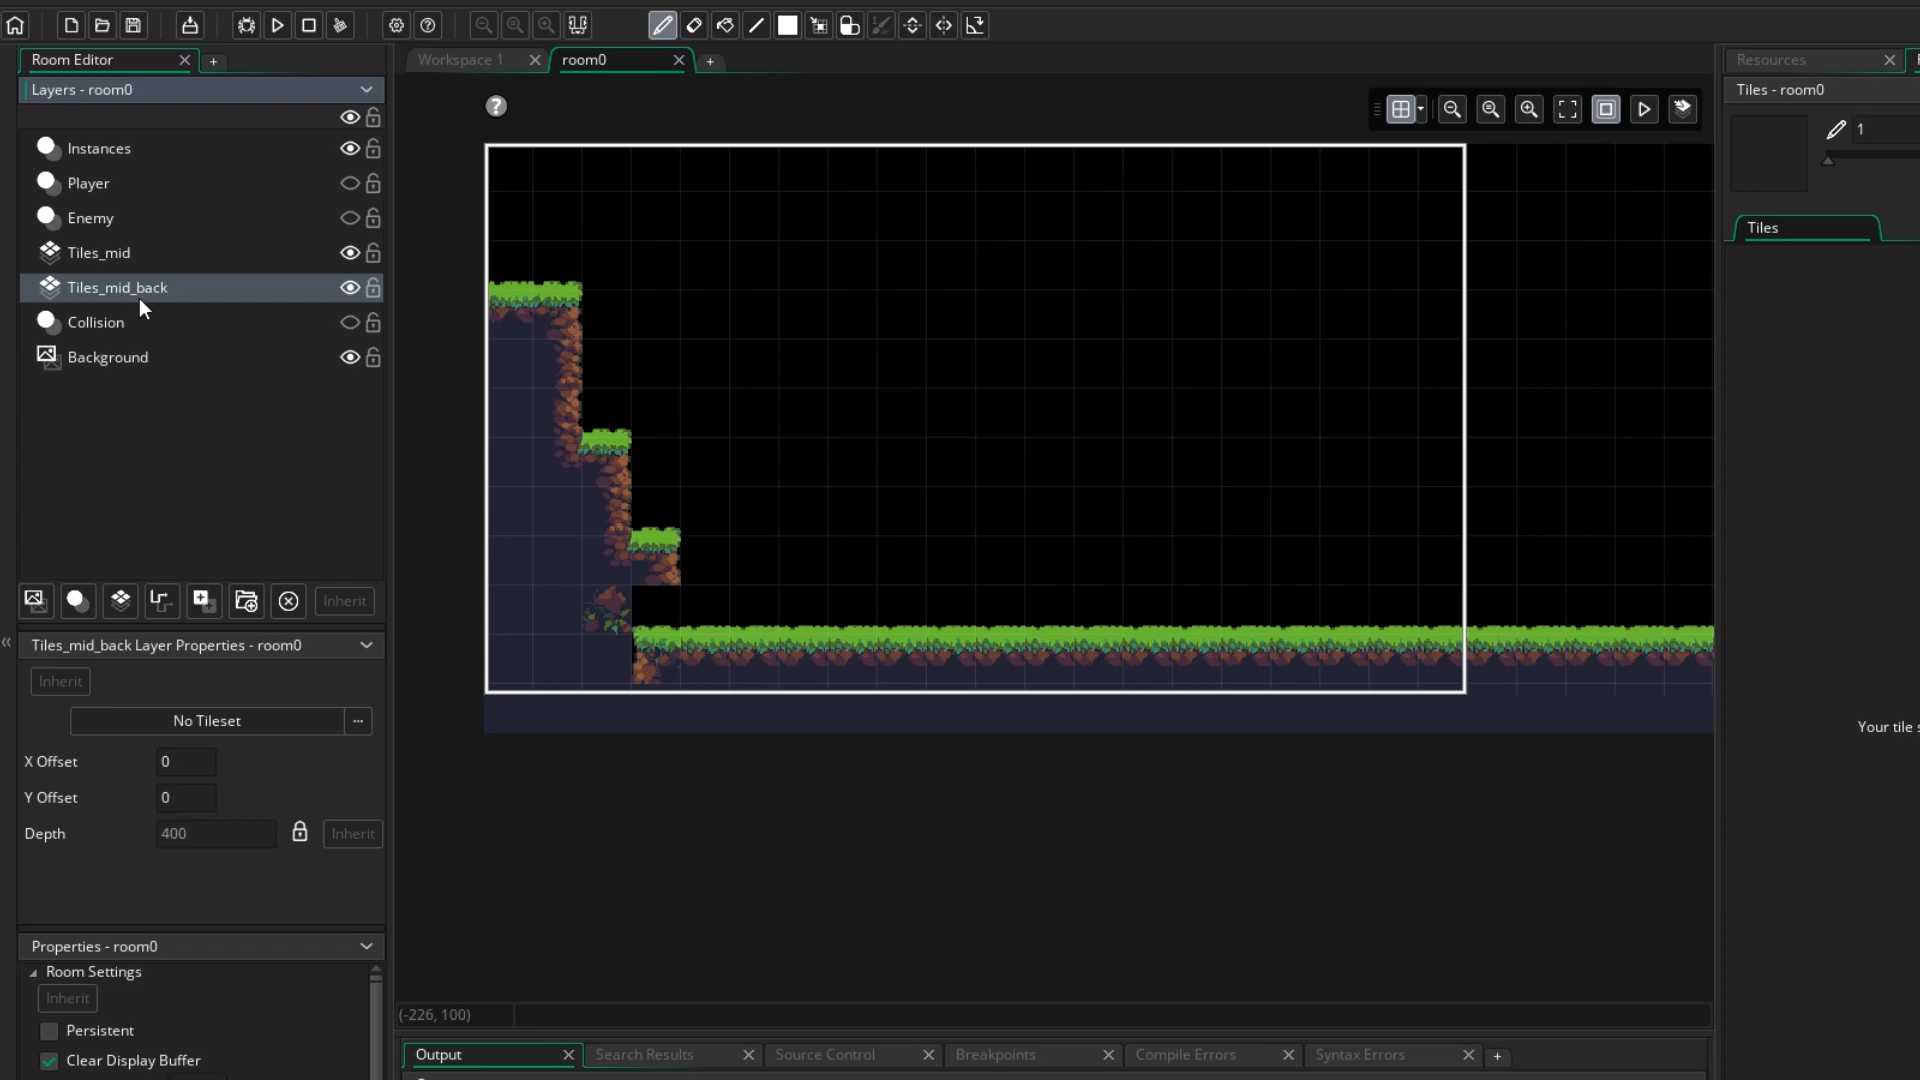 Room Editor
Workspace 1
room0
Resources
Layers - room0
Tiles - room0
1
Instances
Player
Enemy
Tiles
Tiles_mid
Tiles_mid_back
Collision
Background
Inherit
Tiles_mid_back Layer Properties - room0
Inherit
No Tileset
Your tile s
X Offset
0
Y Offset
0
Depth
400
Inherit
Properties - room0
Room Settings
Inherit
(-226, 100)
Persistent
Clear Display Buffer
Output
Search Results
Source Control
Breakpoints
Compile Errors
Syntax Errors